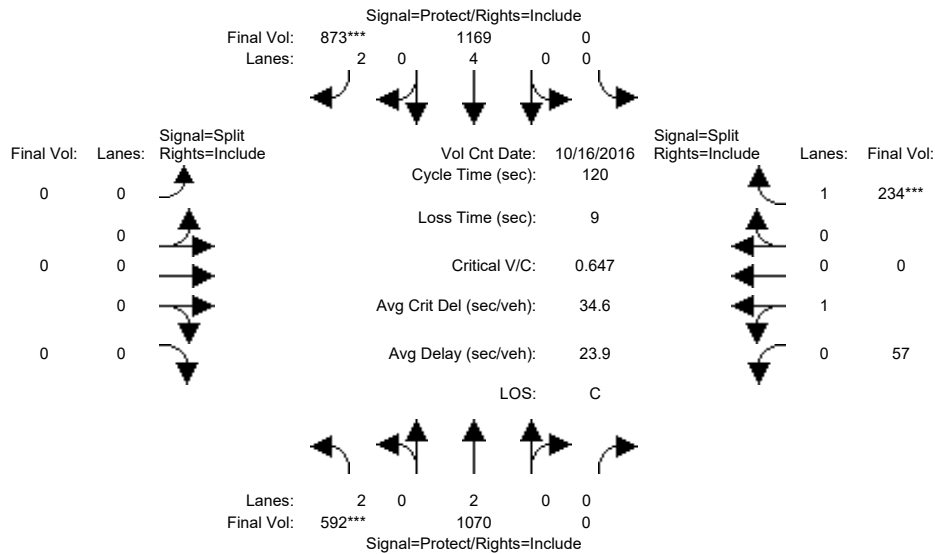 Signal=Protect/Rights=Include
Final Vol: 873*** 1169 0
Lanes: 2 0 4 0 0
Signal=Split
Final Vol: Lanes: Rights=Include
Vol Cnt Date: 10/16/2016
Signal=Split
Rights=Include Lanes: Final Vol:
Cycle Time (sec): 120
0 0
1 234***
Loss Time (sec): 9
0
0
0 0
Critical V/C: 0.647
0 0
0
Avg Crit Del (sec/veh): 34.6
1
0 0
Avg Delay (sec/veh): 23.9
0 57
LOS: C
Lanes: 2 0 2 0 0
Final Vol: 592*** 1070 0
Signal=Protect/Rights=Include